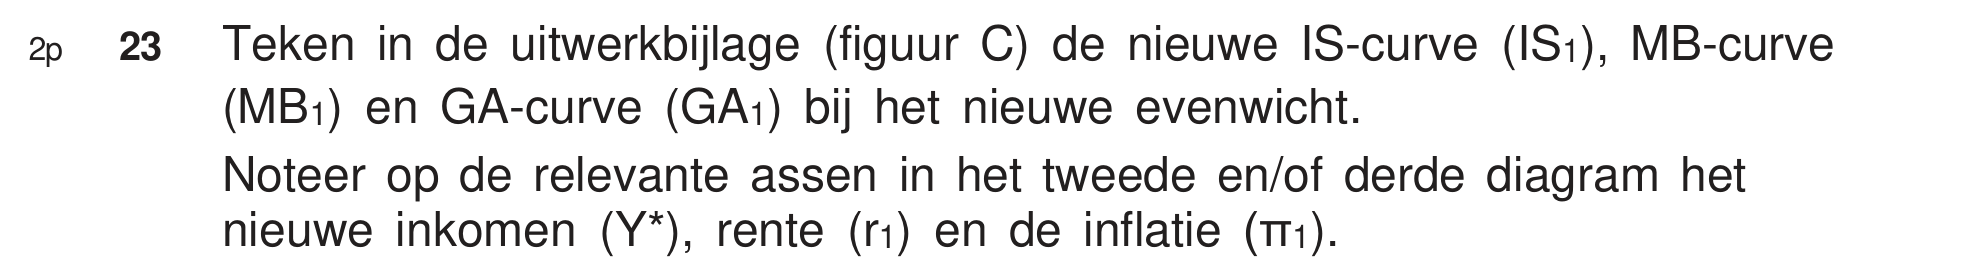 2p 23 Teken in de uitwerkbijlage (figuur C) de nieuwe IS-curve (IS₁), MB-curve
(MB₁) en GA-curve (GA₁) bij het nieuwe evenwicht.
Noteer op de relevante assen in het tweede en/of derde diagram het
nieuwe inkomen (Y*), rente (r₁) en de inflatie (π₁).